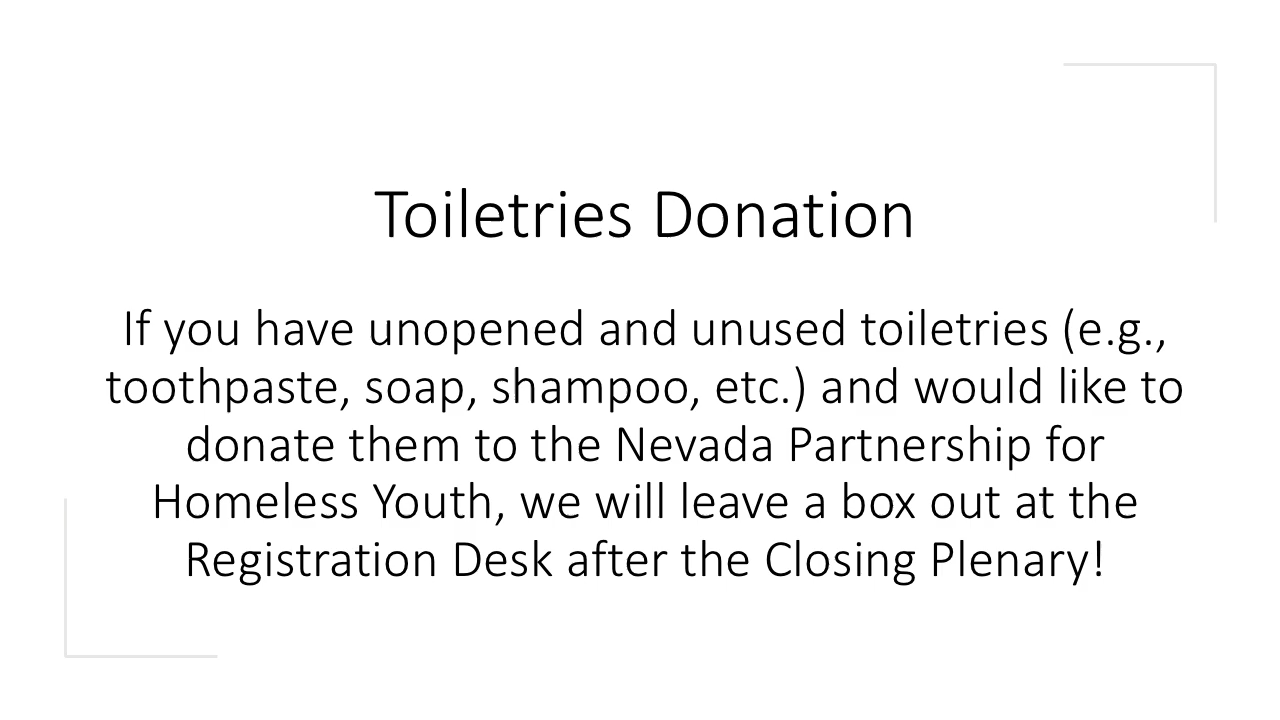 Toiletries Donation
If you have unopened and unused toiletries (e.g.,
toothpaste, soap, shampoo, etc.) and would like to
donate them to the Nevada Partnership for
Homeless Youth, we will leave a box out at the
Registration Desk after the Closing Plenary!